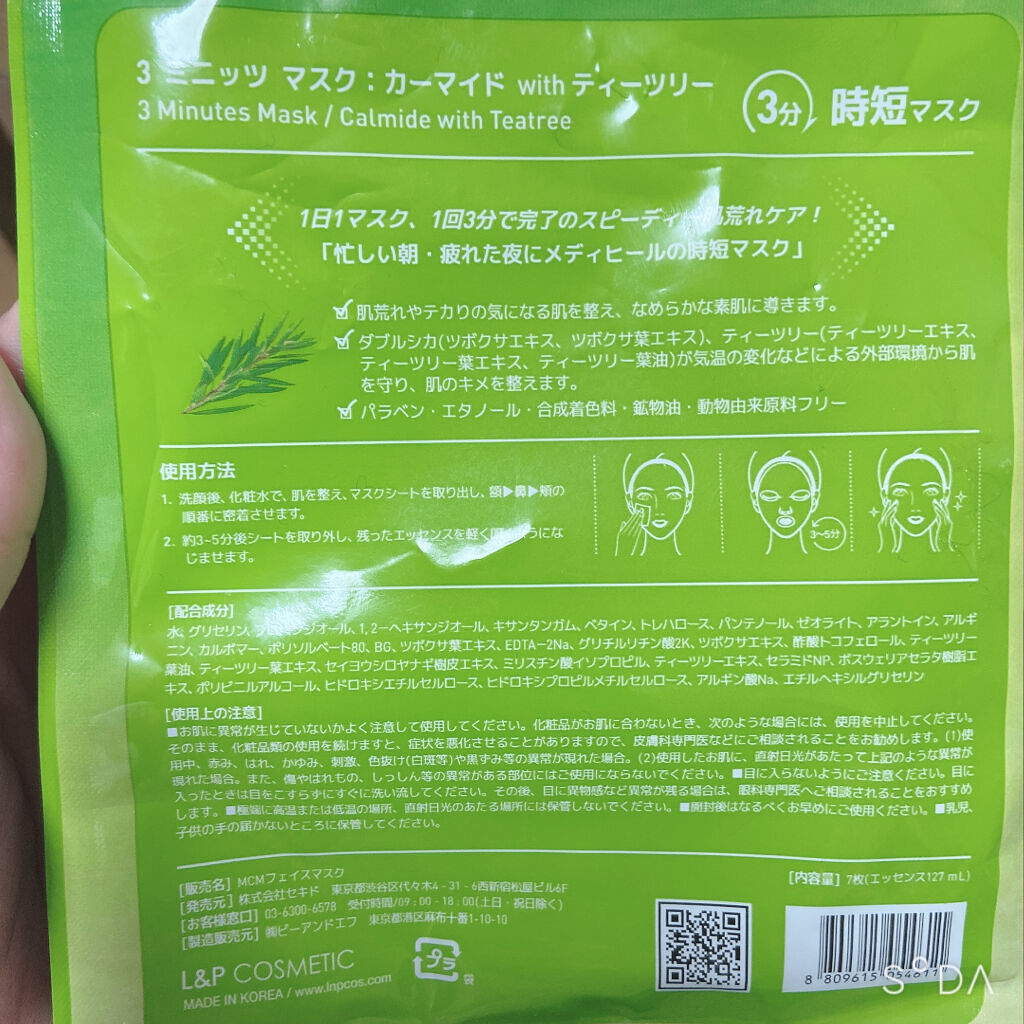 3 ミニッツ マスク：カーマイド with ティーツリー
3 Minutes Mask / Calmide with Teatree
3分 時短マスク
1日1マスク、1回3分で完了のスピーディー肌荒れケア！
「忙しい朝・疲れた夜にメディヒールの時短マスク」
肌荒れやテカりの気になる肌を整え、なめらかな素肌に導きます。
ダブルシカ(ツボクサエキス、ツボクサ葉エキス)、ティーツリー(ティーツリーエキス、
ティーツリー葉エキス、ティーツリー葉油)が気温の変化などによる外部環境から肌
を守り、肌のキメを整えます。
パラベン・エタノール・合成着色料・鉱物油・動物由来原料フリー
使用方法
1. 洗顔後、化粧水で、肌を整え、マスクシートを取り出し、額▶鼻▶頬の
順番に密着させます。
2. 約3~5分後シートを取り外し、残ったエッセンスを軽く うにな
じませます。
3~5分
[配合成分]
水、グリセリン、 ンジオール、1,2-ヘキサンジオール、キサンタンガム、ベタイン、トレハロース、パンテノール、ゼオライト、アラントイン、アルギ
ニン、カルボマー、ポリソルベート80、BG、ツボクサ葉エキス、EDTA-2Na、グリチルリチン酸2K、ツボクサエキス、酢酸トコフェロール、ティーツリー
葉油、ティーツリー葉エキス、セイヨウシロヤナギ樹皮エキス、ミリスチン酸イソプロピル、ティーツリーエキス、セラミドNP、ボスウェリアセラタ樹脂エ
キス、ポリビニルアルコール、ヒドロキシエチルセルロース、ヒドロキシプロピルメチルセルロース、アルギン酸Na、エチルヘキシルグリセリン
[使用上の注意]
■お肌に異常が生じていないかよく注意して使用してください。化粧品がお肌に合わないとき、次のような場合には、使用を中止してください。
そのまま、化粧品類の使用を続けますと、症状を悪化させることがありますので、皮膚科専門医などにご相談されることをお勧めします。(1)使
用中、赤み、はれ、かゆみ、刺激、色抜け(白斑等)や黒ずみ等の異常が現れた場合。(2)使用したお肌に、直射日光があたって上記のような異常が
現れた場合。また、傷やはれもの、しっしん等の異常がある部位にはご使用にならないでください。■目に入らないようにご注意ください。目に
入ったときは目をこすらずにすぐに洗い流してください。その後、目に異物感など異常が残る場合は、眼科専門医へご相談されることをおすすめ
します。■極端に高温または低温の場所、直射日光のあたる場所には保管しないでください。■開封後はなるべくお早めにご使用ください。■乳児、
子供の手の届かないところに保管してください。
[販売名] MCMフェイスマスク
[発売元] 株式会社セキド 東京都渋谷区代々木4-31-6西新宿松屋ビル6F
[お客様窓口] 03-6300-6578 受付時間/09:00-18:00(土日・祝日除く)
[製造販売元] ㈱ピーアンドエフ 東京都港区麻布十番1-10-10
[内容量] 7枚(エッセンス127 mL)
L&P COSMETIC
MADE IN KOREA / www.lnpcos.com
プラ
袋
8 809615 054811
SODA